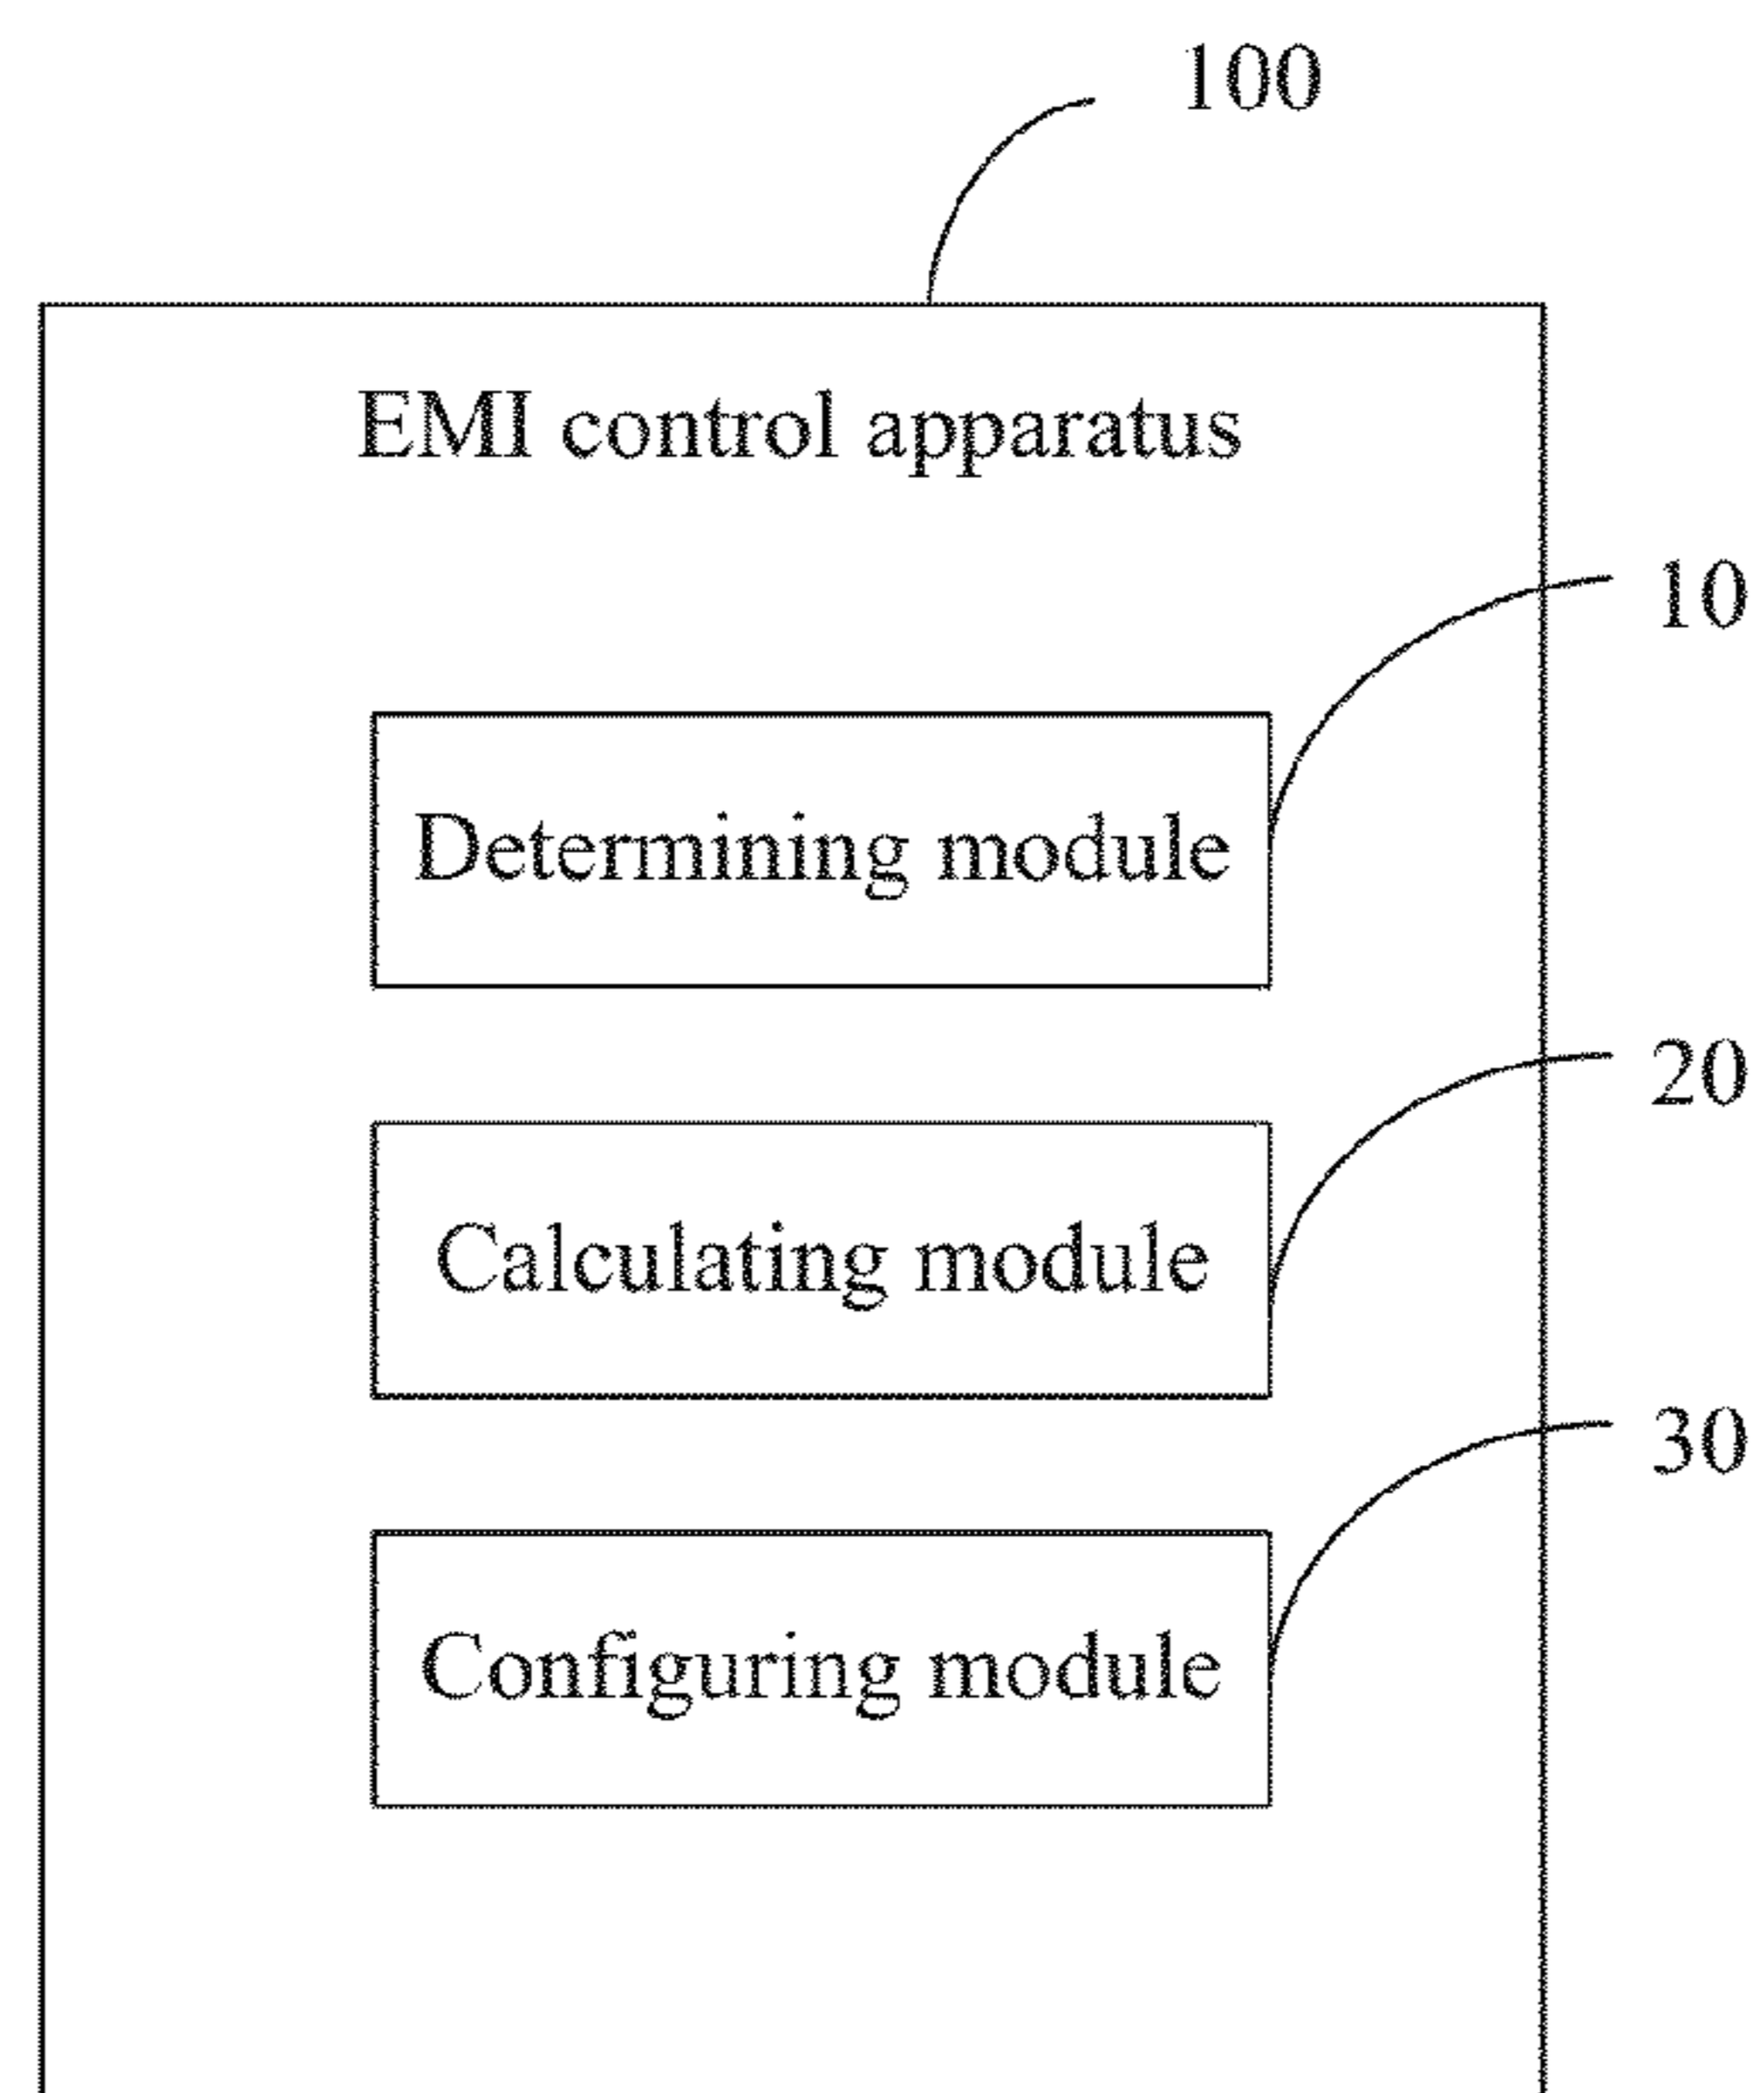 100
EMI control apparatus
10
Determining module
20
Calculating module
30
Configuring module